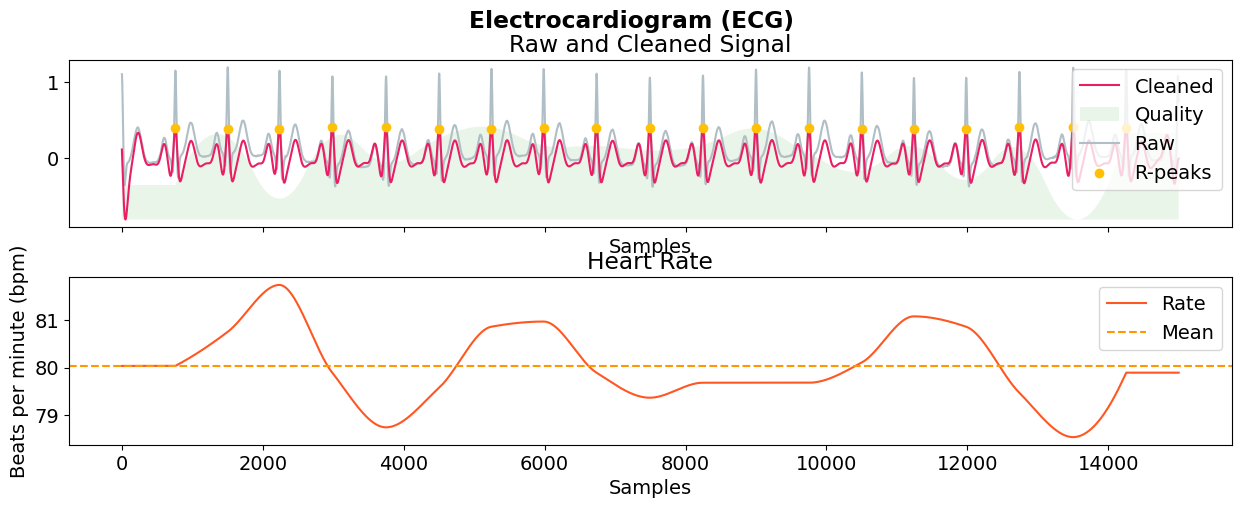 Electrocardiogram (ECG)
Raw and Cleaned Signal
1
0
Cleaned
Quality
Raw
R-peaks
Samples
Heart Rate
Beats per minute (bpm)
81
80
79
Rate
Mean
0 2000 4000 6000 8000 10000 12000 14000
Samples